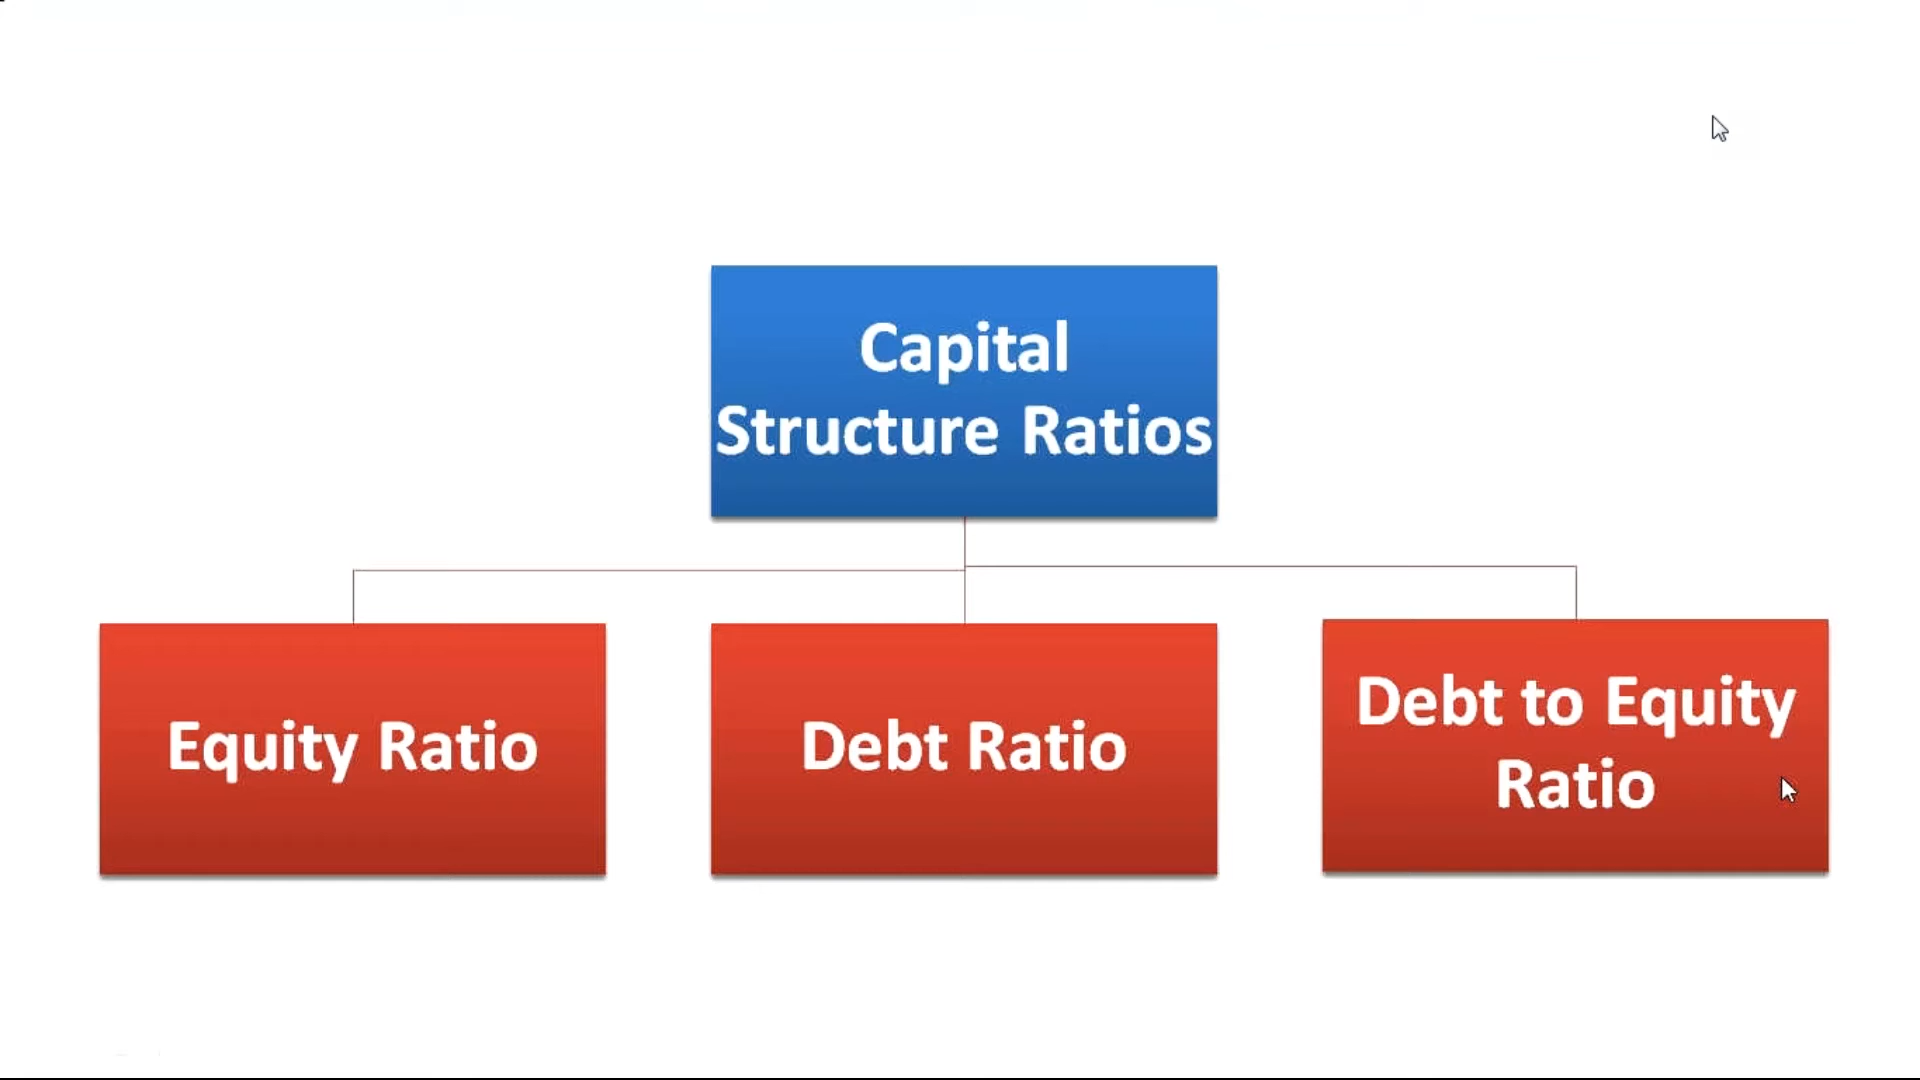 Capital
Structure Ratios
Equity Ratio
Debt Ratio
Debt to Equity
Ratio